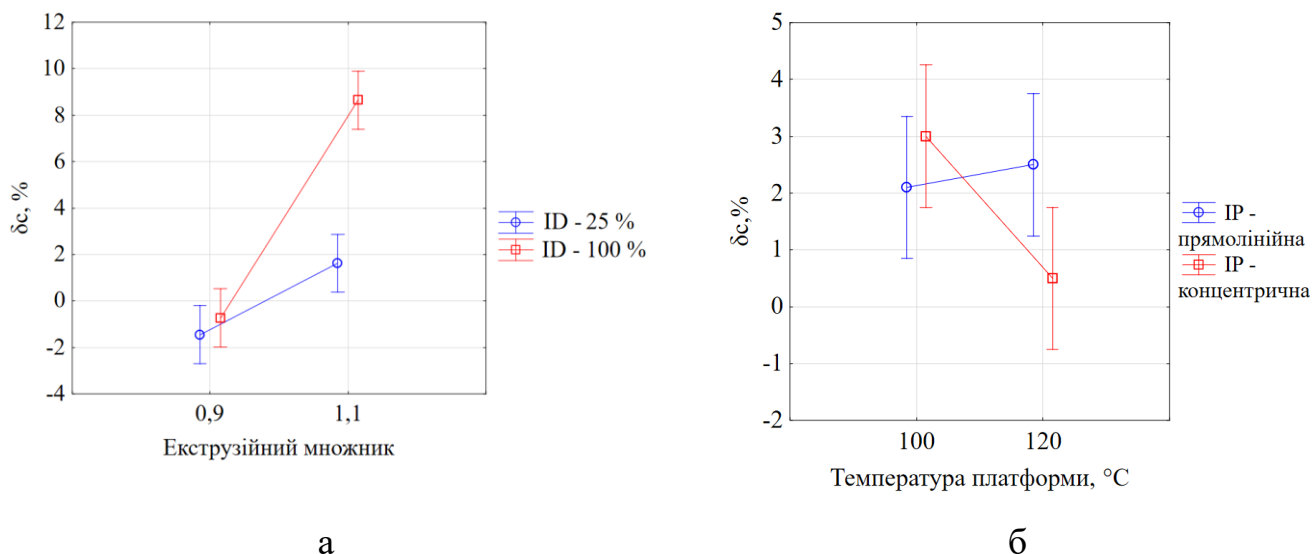 12
10
8
6
4
2
0
-2
-4
δc, %
0,9
1,1
Екструзійний множник
ID - 25 %
ID - 100 %
а
5
4
3
2
1
0
-1
-2
δc,%
100
120
Температура платформи, °C
IP -
прямолінійна
IP -
концентрична
б